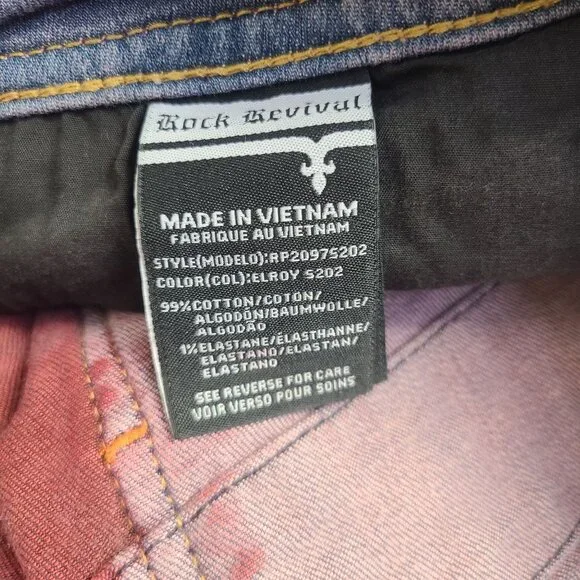 Rock Revival
MADE IN VIETNAM
FABRIQUE AU VIETNAM
STYLE(MODELO):RP2097S202
COLOR(COL):ELROY S202
99%COTTON/COTON/
ALGODÓN/BAUMWOLLE/
ALGODÃO
1%ELASTANE/ÉLASTHANNE/
ELASTANO/ELASTAN/
ELASTANO
SEE REVERSE FOR CARE
VOIR VERSO POUR SOINS